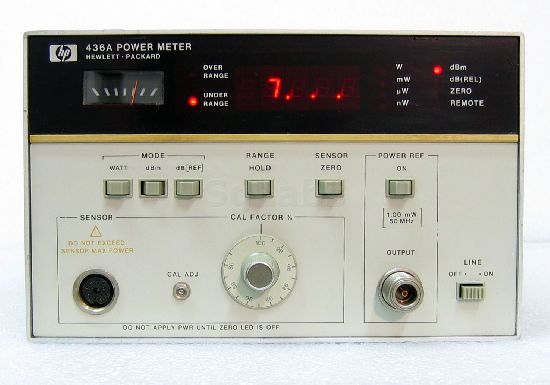 hp
436A POWER METER
HEWLETT · PACKARD
OVER
RANGE
UNDER
RANGE
7. . . .
W
mW
µW
nW
dBm
dB(REL)
ZERO
REMOTE
MODE
WATT
dBm
dB[REF]
RANGE
HOLD
SENSOR
ZERO
POWER REF
ON
1.00 mW
50 MHz
SENSOR
DO NOT EXCEED
SENSOR MAX POWER
CAL FACTOR %
100
CAL ADJ
OUTPUT
LINE
OFF ON
DO NOT APPLY PWR UNTIL ZERO LED IS OFF